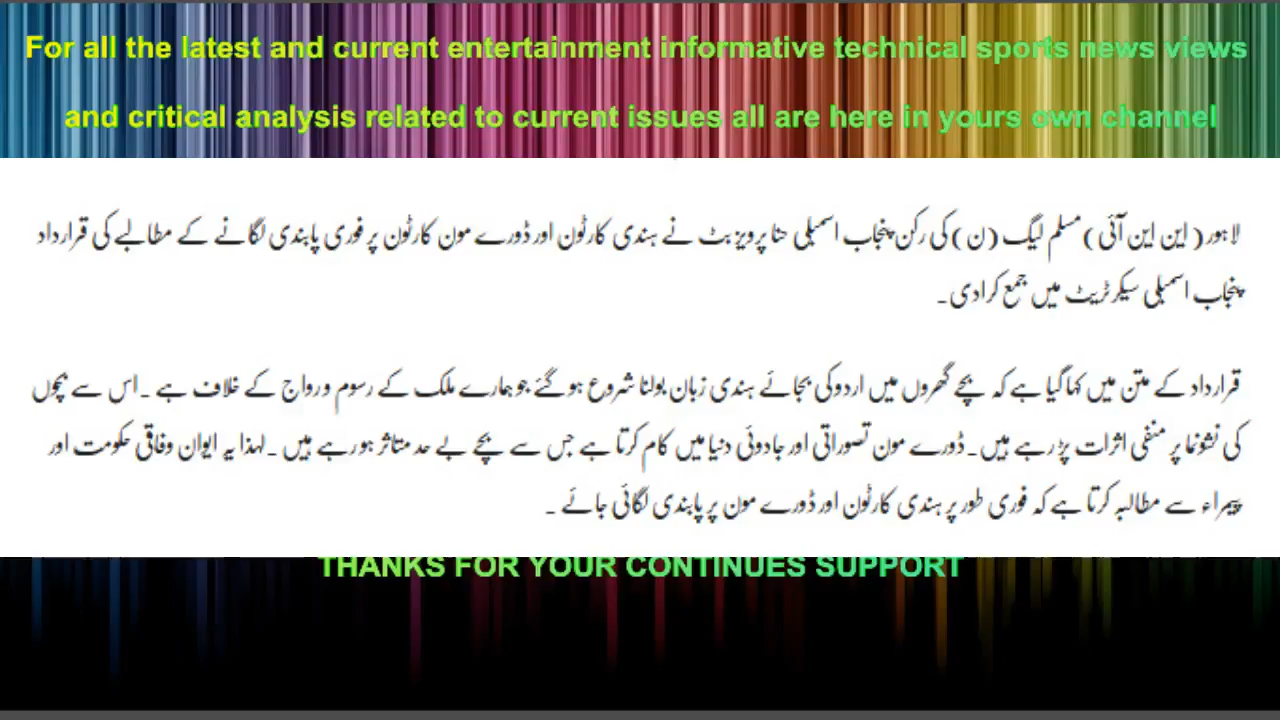 For all the latest and current entertainment informative technical sports news views
and critical analysis related to current issues all are here in yours own channel
لاہور ( این این آئی ) مسلم لیگ (ن ) کی رکن پنجاب اسمبلی حنا پرویز بٹ نے ہندی کارٹون اور ڈورے مون کارٹون پر فوری پابندی لگانے کے مطالبے کی قرارداد
پنجاب اسمبلی سیکرٹریٹ میں جمع کرادی۔
قرارداد کے متن میں کہا گیا ہے کہ بچے گھروں میں اردو کی بجائے ہندی زبان بولنا شروع ہو گئے جو ہمارے ملک کے رسوم و رواج کے خلاف ہے ۔اس سے بچوں
کی نشونما پر منفی اثرات پڑ رہے ہیں۔ڈورے مون تصوراتی اور جادوئی دنیا میں کام کرتا ہے جس سے بچے بے حد متاثر ہو رہے ہیں ۔لہذا یہ ایوان وفاقی حکومت اور
پیمراء سے مطالبہ کرتا ہے کہ فوری طور پر ہندی کارٹون اور ڈورے مون پر پابندی لگائی جائے ۔
THANKS FOR YOUR CONTINUES SUPPORT